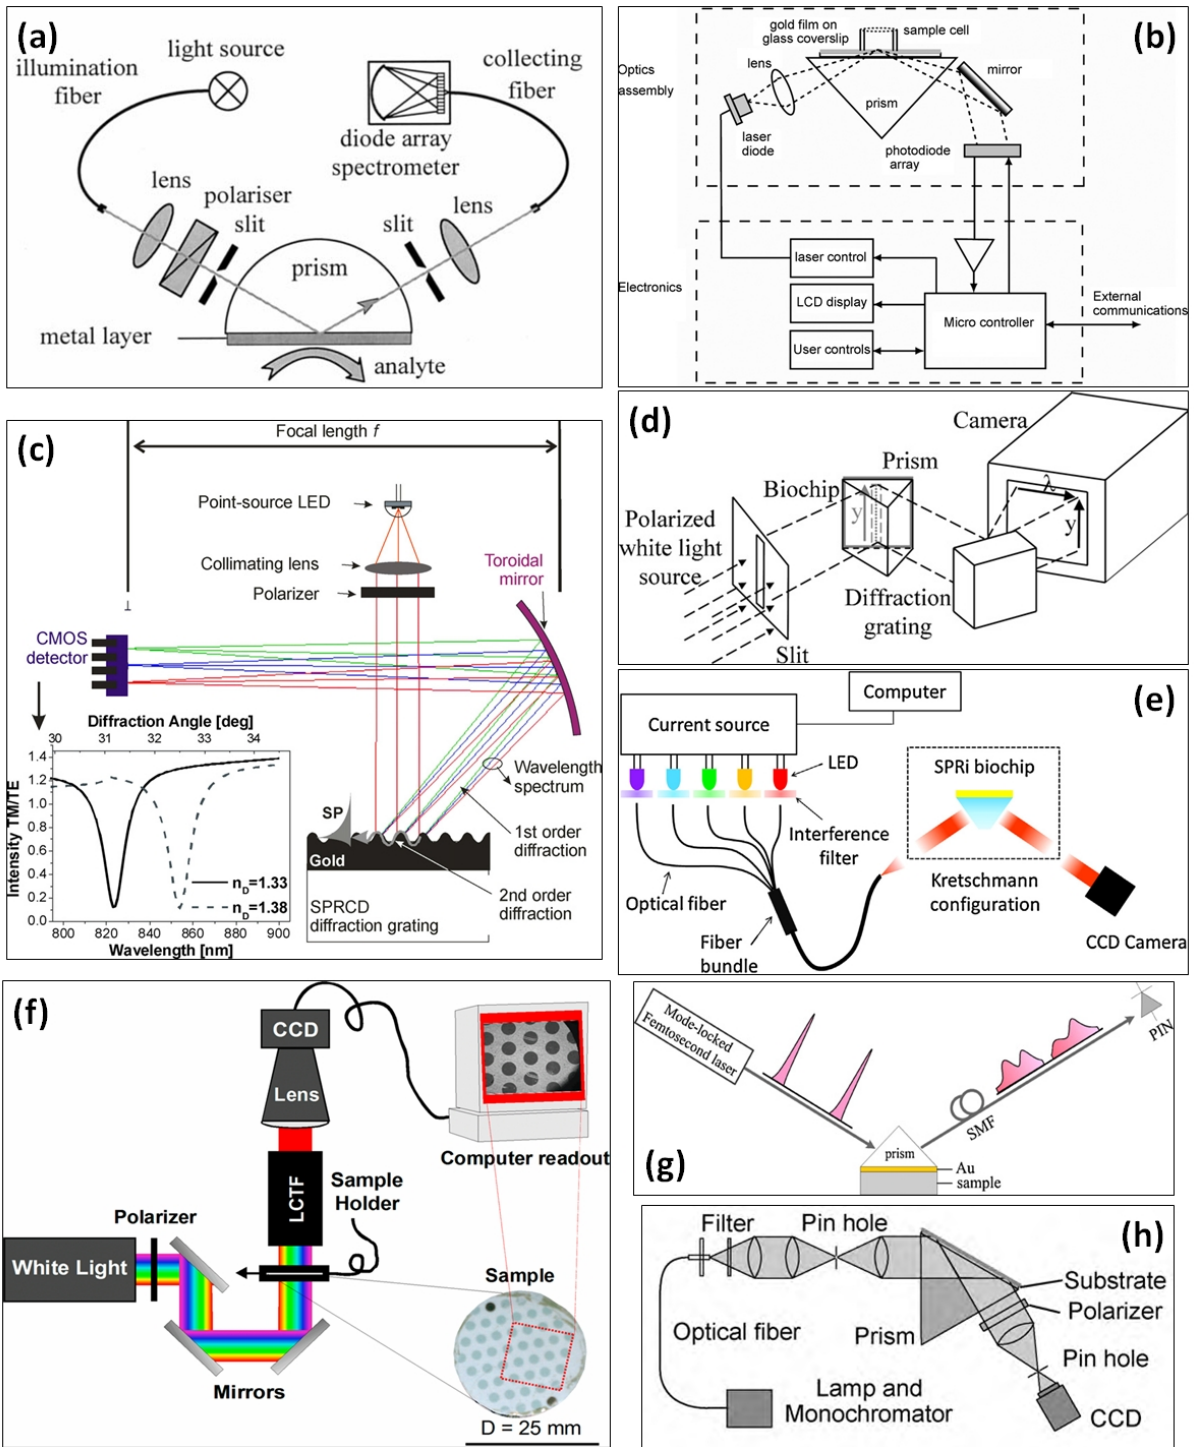 (a)
light source
illumination
fiber
collecting
fiber
diode array
spectrometer
lens
polariser
slit
slit
lens
prism
metal layer
analyte
(b)
gold film on
glass coverslip
sample cell
Optics
assembly
lens
mirror
prism
laser
diode
photodiode
array
laser control
Electronics
LCD display
Micro controller
External
communications
User controls
(c)
Focal length f
Point-source LED
Collimating lens
Toroidal
mirror
Polarizer
⊥
CMOS
detector
Diffraction Angle [deg]
30 31 32 33 34
1.4
1.2
1.0
0.8
0.6
0.4
0.2
0.0
Intensity TM/TE
n_D=1.33
n_D=1.38
800 820 840 860 880 900
Wavelength [nm]
Wavelength
spectrum
SP
1st order
diffraction
Gold
2nd order
diffraction
SPRCD
diffraction grating
(d)
Camera
Prism
Biochip
λ
y
y
Polarized
white light
source
Diffraction
grating
Slit
(e)
Computer
Current source
LED
SPRi biochip
Interference
filter
Optical fiber
Kretschmann
configuration
Fiber
bundle
CCD Camera
(f)
CCD
Lens
Computer readout
LCTF
Sample
Holder
Polarizer
White Light
Sample
Mirrors
D = 25 mm
Mode-locked
Femtosecond laser
PIN
SMF
prism
Au
sample
(g)
Filter
Pin hole
(h)
Substrate
Polarizer
Optical fiber
Prism
Pin hole
Lamp and
Monochromator
CCD